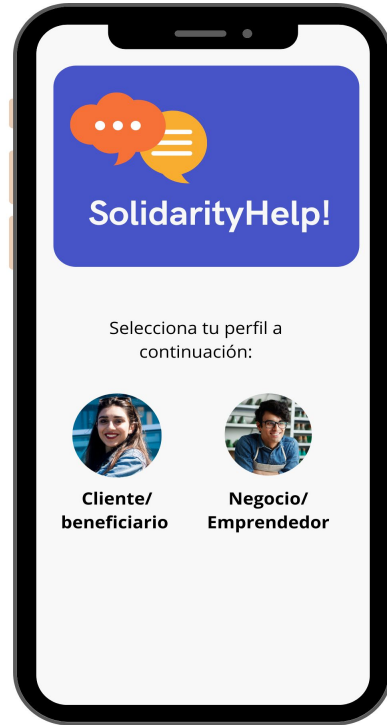 SolidarityHelp!
Selecciona tu perfil a
continuación:
Cliente/
beneficiario
Negocio/
Emprendedor